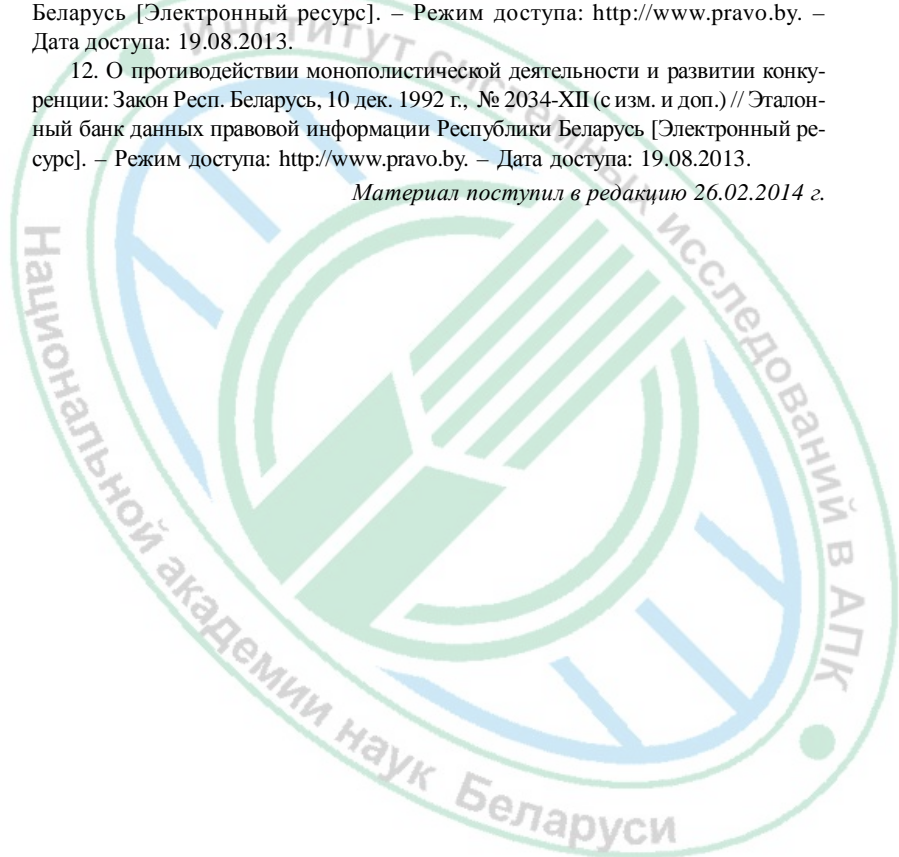 Беларусь [Электронный ресурс]. – Режим доступа: http://www.pravo.by. –
Дата доступа: 19.08.2013.
12. О противодействии монополистической деятельности и развитии конку-
ренции: Закон Респ. Беларусь, 10 дек. 1992 г., № 2034-XII (с изм. и доп.) // Эталон-
ный банк данных правовой информации Республики Беларусь [Электронный ре-
сурс]. – Режим доступа: http://www.pravo.by. – Дата доступа: 19.08.2013.
Материал поступил в редакцию 26.02.2014 г.
Институт системных исследований в АПК
Национальной академии наук Беларуси